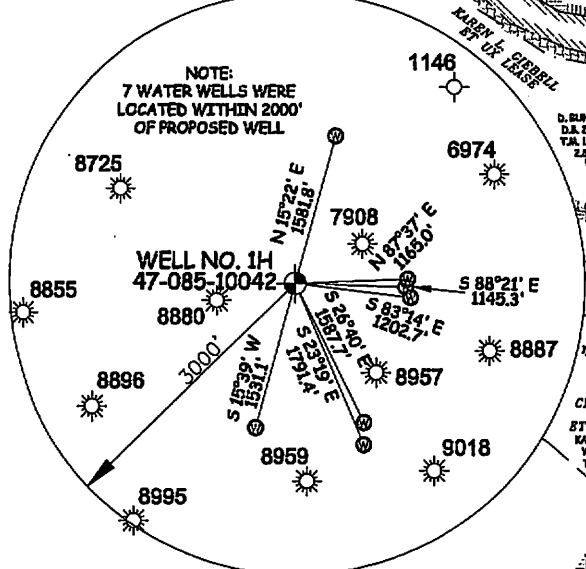 KAREN L. GIEBELL
ET UX LEASE
1146
NOTE:
7 WATER WELLS WERE
LOCATED WITHIN 2000'
OF PROPOSED WELL
W
8725
6974
N 15°22' E
1581.8'
7908
N 87°37' E
1165.0'
WELL NO. 1H
47-085-10042
W
W
W
S 88°21' E
1145.3'
S 83°14' E
1202.7'
8855
8880
S 26°40' E
1587.7'
S 23°19' E
1791.4'
8887
3000'
8957
8896
S 15°39' W
1531.1'
W
W
W
8959
9018
8995